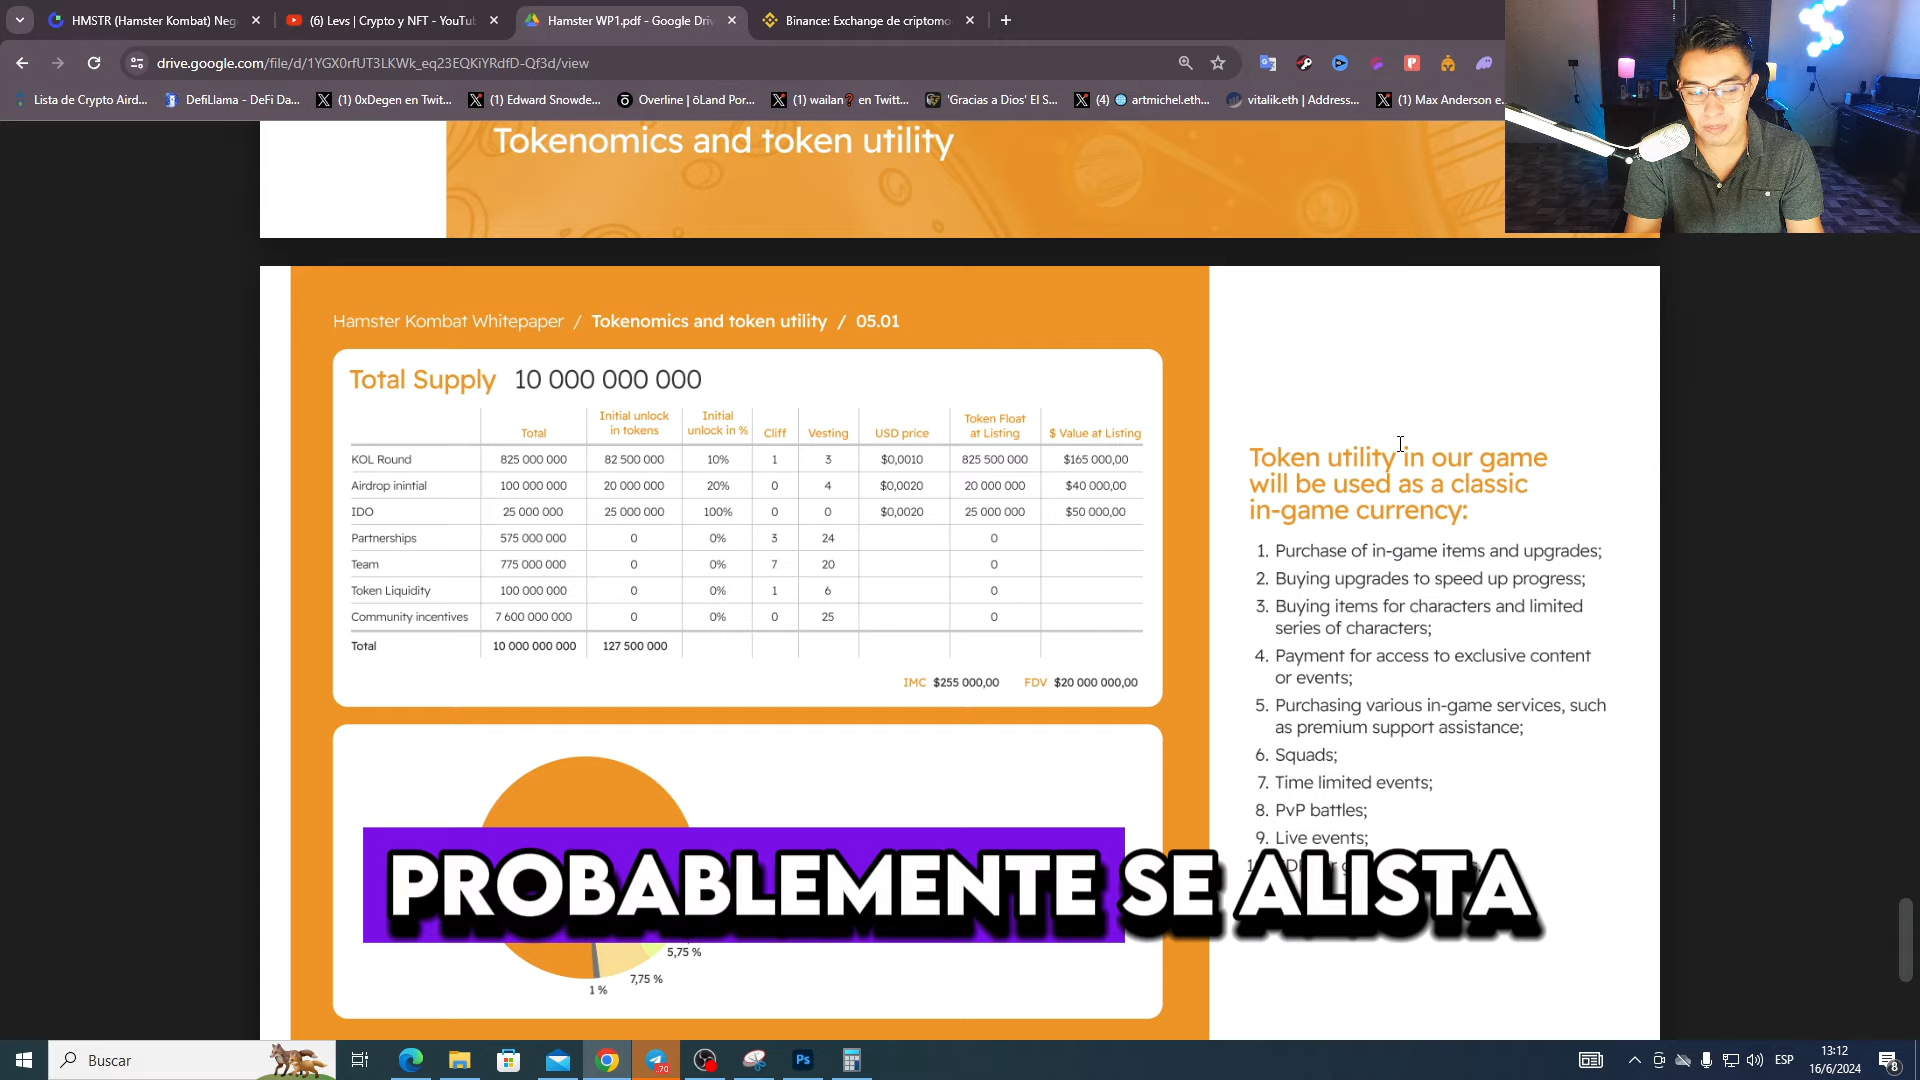 HMSTR (Hamster Kombat) Neg
(6) Levs | Crypto y NFT - YouTu
Hamster WP1.pdf - Google Driv
Binance: Exchange de criptomo
drive.google.com/file/d/1YGX0rfUT3LKWk_eq23EQKiYRdfD-Qf3d/view
Lista de Crypto Aird...
DefiLlama - DeFi Da...
(1) 0xDegen en Twit...
(1) Edward Snowde...
Overline | ōLand Por...
(1) wailan❓ en Twitt...
'Gracias a Dios' El S...
(4) 🌐 artmichel.eth...
vitalik.eth | Address...
(1) Max Anderson e.
Tokenomics and token utility
Hamster Kombat Whitepaper / Tokenomics and token utility / 05.01
Total Supply 10 000 000 000
Total Initial unlock in tokens Initial unlock in % Cliff Vesting USD price Token Float at Listing $ Value at Listing
KOL Round 825 000 000 82 500 000 10% 1 3 $0,0010 825 500 000 $165 000,00
Airdrop inintial 100 000 000 20 000 000 20% 0 4 $0,0020 20 000 000 $40 000,00
IDO 25 000 000 25 000 000 100% 0 0 $0,0020 25 000 000 $50 000,00
Partnerships 575 000 000 0 0% 3 24 0
Team 775 000 000 0 0% 7 20 0
Token Liquidity 100 000 000 0 0% 1 6 0
Community incentives 7 600 000 000 0 0% 0 25 0
Total 10 000 000 000 127 500 000
IMC $255 000,00 FDV $20 000 000,00
5,75 %
7,75 %
1 %
Token utility in our game
will be used as a classic
in-game currency:
1. Purchase of in-game items and upgrades;
2. Buying upgrades to speed up progress;
3. Buying items for characters and limited
series of characters;
4. Payment for access to exclusive content
or events;
5. Purchasing various in-game services, such
as premium support assistance;
6. Squads;
7. Time limited events;
8. PvP battles;
9. Live events;
PROBABLEMENTE SE ALISTA
Buscar
70
Ps
ESP
13:12
16/6/2024
8